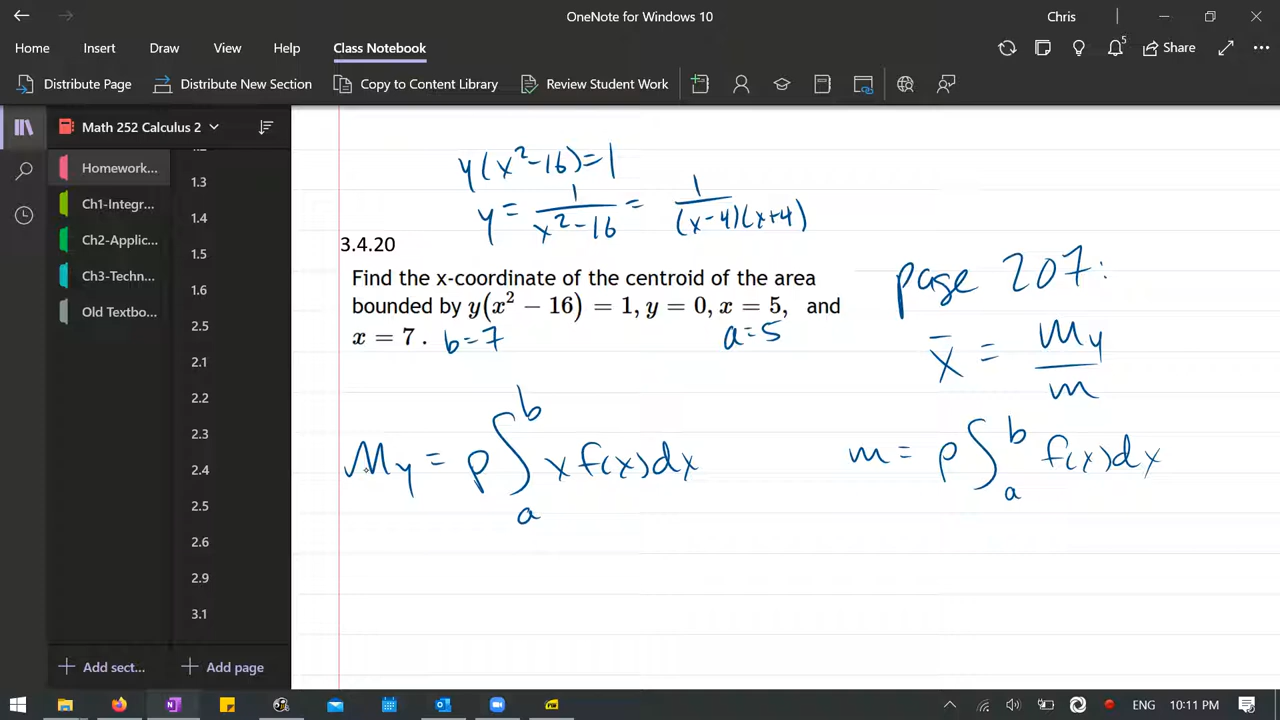 OneNote for Windows 10
Chris
Home Insert Draw View Help Class Notebook
5
Share
Distribute Page Distribute New Section Copy to Content Library Review Student Work
Math 252 Calculus 2
Homework...
Ch1-Integr...
Ch2-Applic...
Ch3-Techn...
Old Textbo...
1.3
1.4
1.5
1.6
2.5
2.1
2.2
2.3
2.4
2.5
2.6
2.9
3.1
Add sect... Add page
y(x²-16)=1
y = 1/(x²-16) = 1/((x-4)(x+4))
3.4.20
Find the x-coordinate of the centroid of the area
bounded by y(x² − 16) = 1, y = 0, x = 5, and
x = 7 . b=7 a=5
page 207:
x̄ = My/m
My = ρ∫ₐᵇ x f(x)dx
m = ρ∫ₐᵇ f(x)dx
ENG 10:11 PM